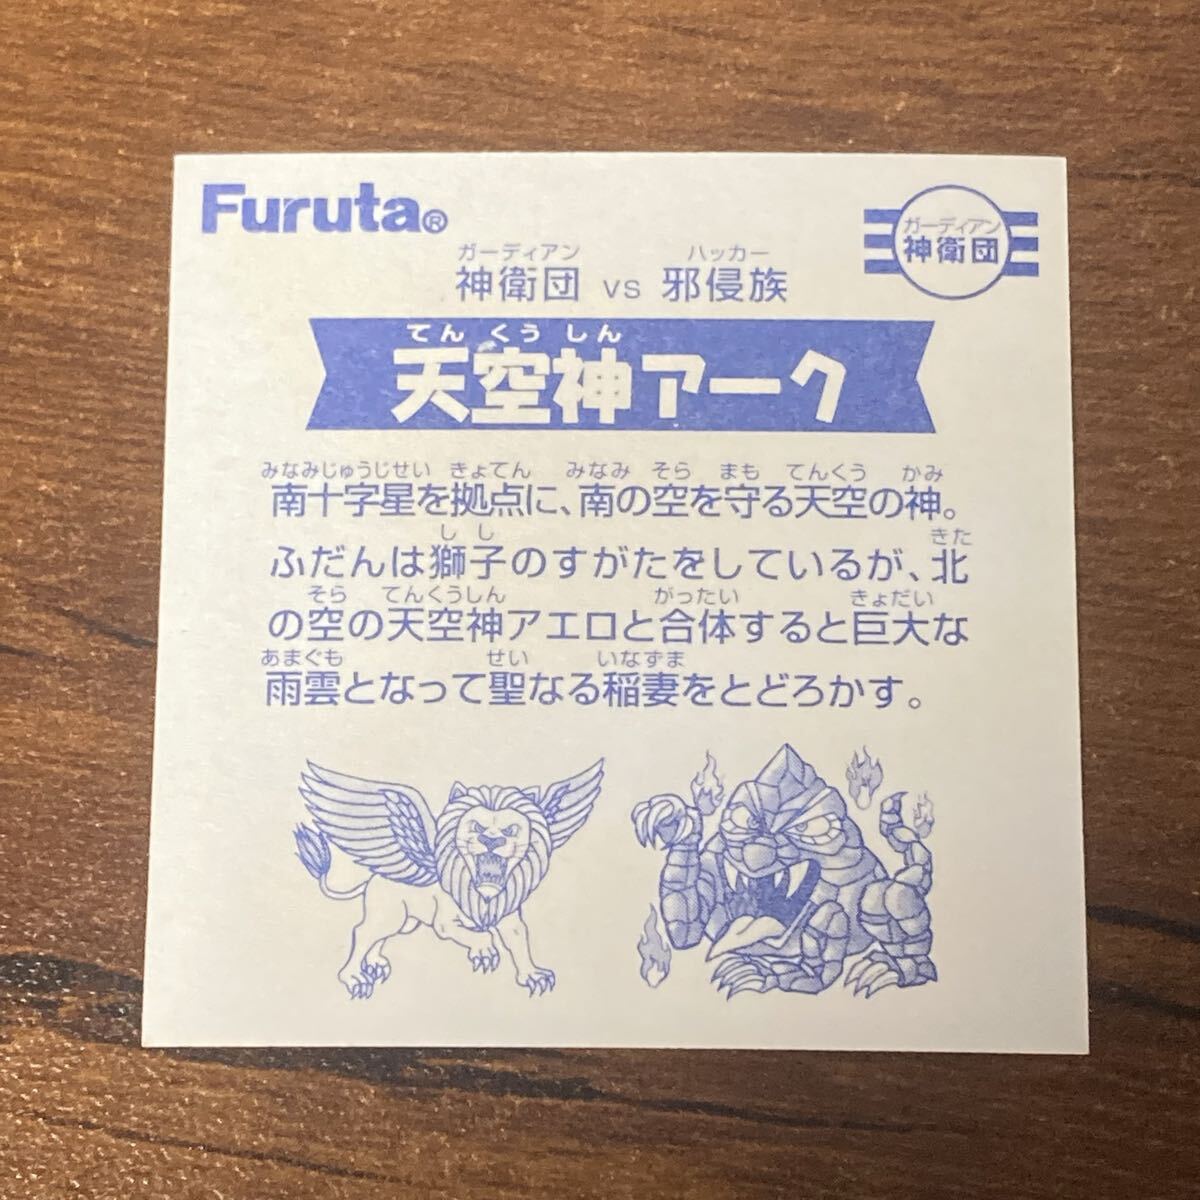 Furuta®
ガーディアン ハッカー
神衛団 vs 邪侵族
ガーディアン
神衛団
てんくうしん
天空神アーク
みなみじゅうじせい きょてん みなみ そら まも てんくう かみ
南十字星を拠点に、南の空を守る天空の神。
しし きた
ふだんは獅子のすがたをしているが、北
そら てんくうしん がったい きょだい
の空の天空神アエロと合体すると巨大な
あまぐも せい いなずま
雨雲となって聖なる稲妻をとどろかす。